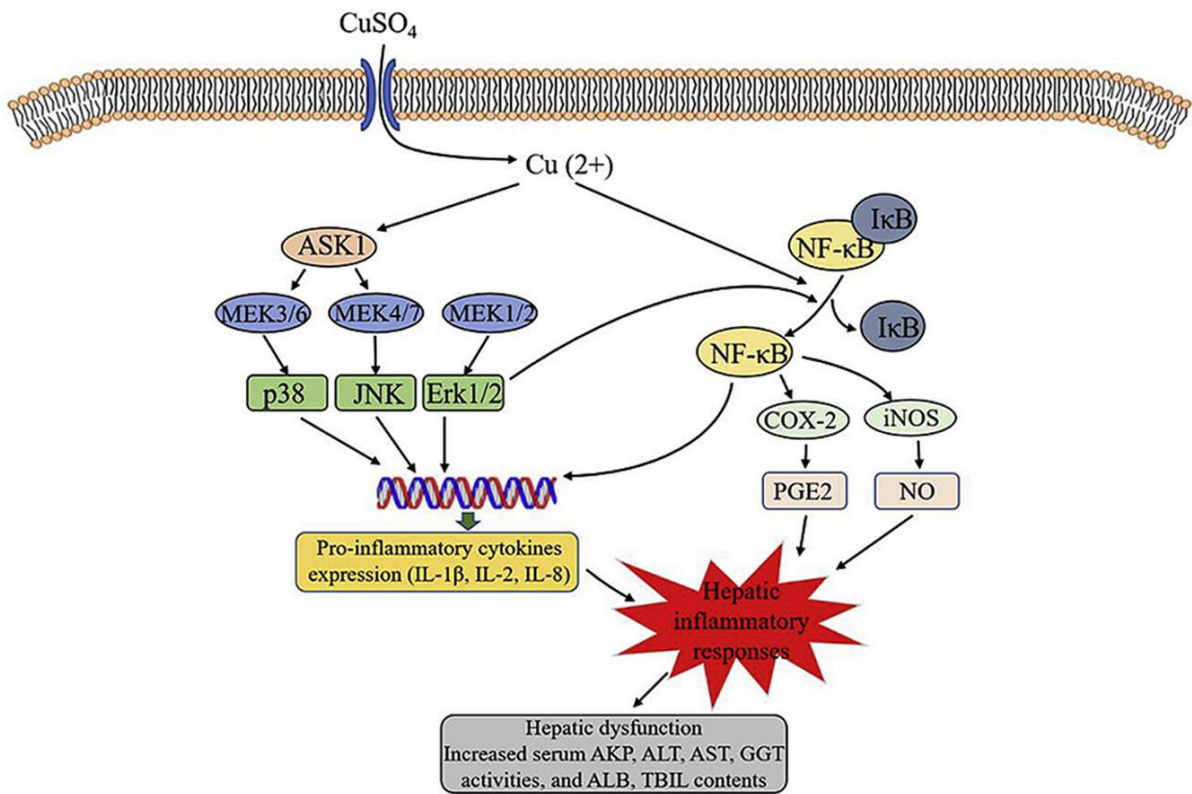 CuSO₄
Cu (2+)
IκB
NF-κB
ASK1
MEK3/6
MEK4/7
MEK1/2
IκB
NF-κB
p38
JNK
Erk1/2
COX-2
iNOS
PGE2
NO
Pro-inflammatory cytokines
expression (IL-1β, IL-2, IL-8)
Hepatic
inflammatory
responses
Hepatic dysfunction
Increased serum AKP, ALT, AST, GGT
activities, and ALB, TBIL contents